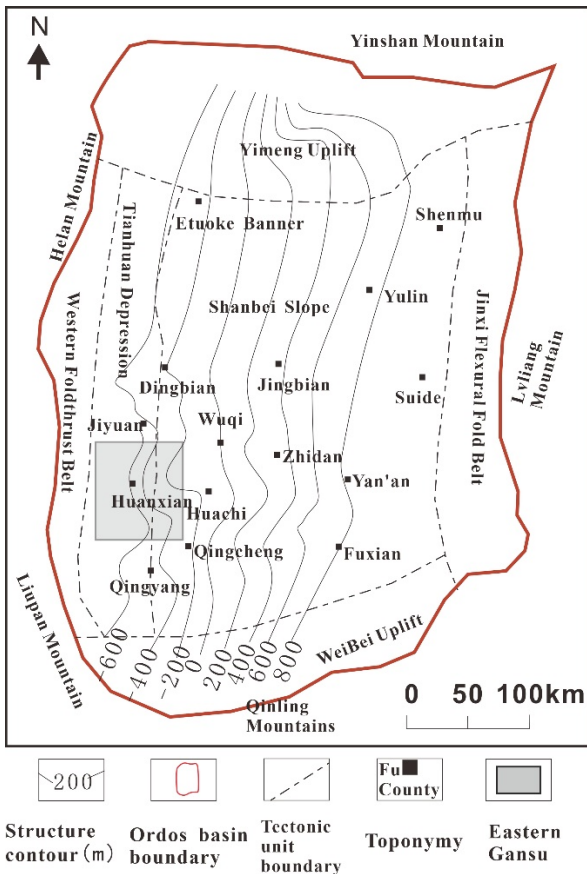 N
Yinshan Mountain
Yimeng Uplift
Helan Mountain
Etuoke Banner
Shenmu
Tianhuan Depression
Shanbei Slope
Yulin
Western Foldthrust Belt
Jinxi Flexural Fold Belt
Lvliang
Mountain
Dingbian
Jingbian
Suide
Jiyuan
Wuqi
Zhidan
Huanxian
Huachi
Yan'an
Qingcheng
Fuxian
Qingyang
Liupan Mountain
-600
-400
-200
0
200
400
600
800
WeiBei Uplift
Qinling
Mountains
0 50 100km
200
Fu
County
Structure
contour(m)
Ordos basin
boundary
Tectonic
unit
boundary
Toponymy
Eastern
Gansu